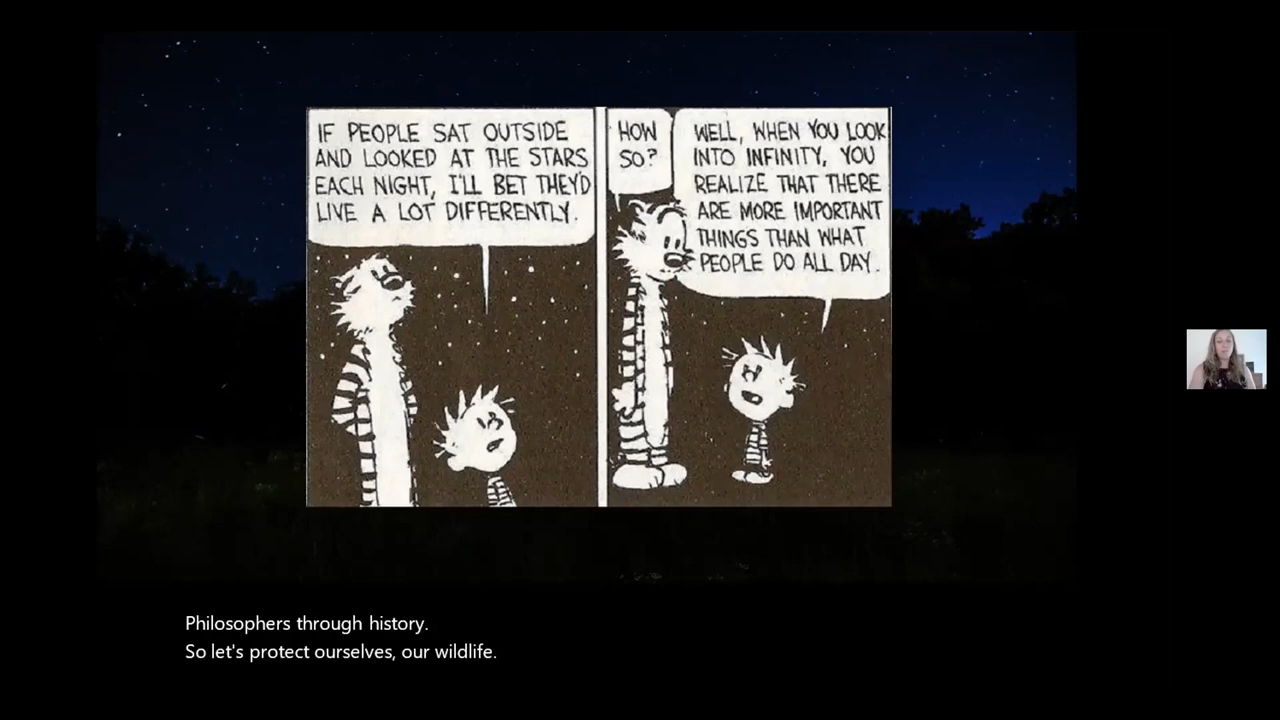 IF PEOPLE SAT OUTSIDE
AND LOOKED AT THE STARS
EACH NIGHT, I'LL BET THEY'D
LIVE A LOT DIFFERENTLY.
HOW
SO?
WELL, WHEN YOU LOOK
INTO INFINITY, YOU
REALIZE THAT THERE
ARE MORE IMPORTANT
THINGS THAN WHAT
PEOPLE DO ALL DAY.
Philosophers through history.
So let's protect ourselves, our wildlife.